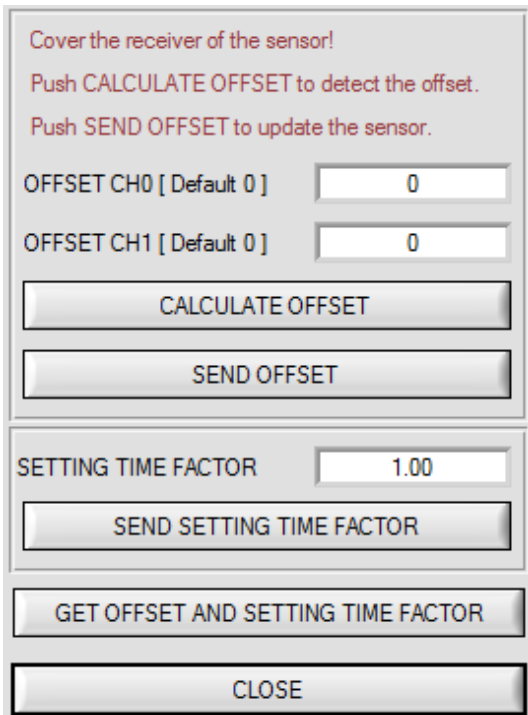 Cover the receiver of the sensor!
Push CALCULATE OFFSET to detect the offset.
Push SEND OFFSET to update the sensor.
OFFSET CH0 [ Default 0 ] 0
OFFSET CH1 [ Default 0 ] 0
CALCULATE OFFSET
SEND OFFSET
SETTING TIME FACTOR 1.00
SEND SETTING TIME FACTOR
GET OFFSET AND SETTING TIME FACTOR
CLOSE